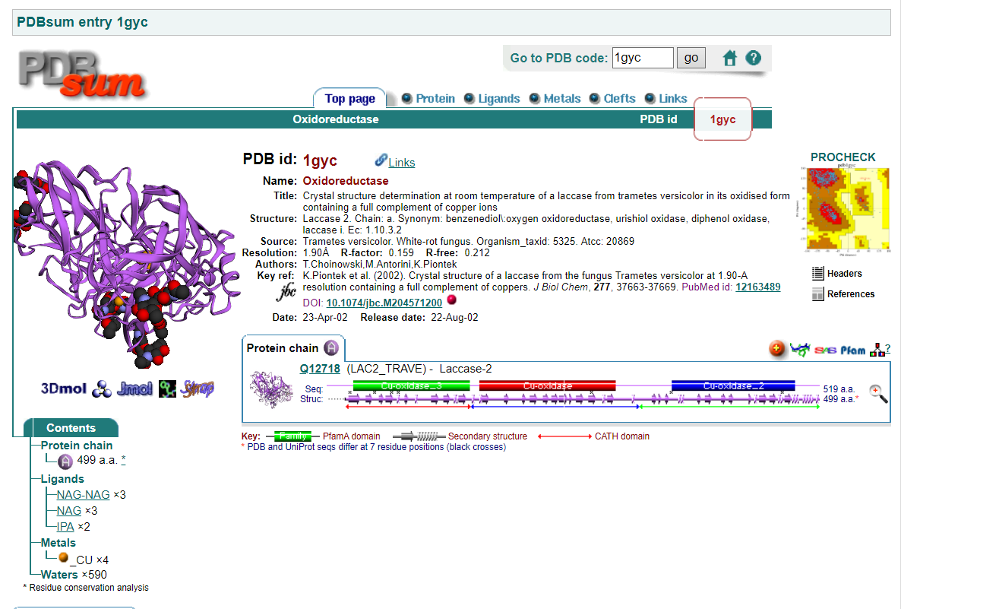 PDBsum entry 1gyc
PDBsum
Go to PDB code: 1gyc go
Top page Protein Ligands Metals Clefts Links
Oxidoreductase PDB id 1gyc
PDB id: 1gyc Links
Name: Oxidoreductase
Title: Crystal structure determination at room temperature of a laccase from trametes versicolor in its oxidised form
containing a full complement of copper ions
Structure: Laccase 2. Chain: a. Synonym: benzenediol\:oxygen oxidoreductase, urishiol oxidase, diphenol oxidase,
laccase i. Ec: 1.10.3.2
Source: Trametes versicolor. White-rot fungus. Organism_taxid: 5325. Atcc: 20869
Resolution: 1.90Å R-factor: 0.159 R-free: 0.212
Authors: T.Choinowski,M.Antorini,K.Piontek
Key ref: K.Piontek et al. (2002). Crystal structure of a laccase from the fungus Trametes versicolor at 1.90-A
resolution containing a full complement of coppers. J Biol Chem, 277, 37663-37669. PubMed id: 12163489
jbc
DOI: 10.1074/jbc.M204571200
Date: 23-Apr-02 Release date: 22-Aug-02
PROCHECK
pdb1gyc
Headers
References
Protein chain A
SAS Pfam ?
Q12718 (LAC2_TRAVE) - Laccase-2
Seq: Cu-oxidase_3 Cu-oxidase Cu-oxidase_2 519 a.a.
Struc: 499 a.a.*
Key: Family PfamA domain Secondary structure CATH domain
* PDB and UniProt seqs differ at 7 residue positions (black crosses)
3Dmol Jmol Strap
Contents
Protein chain
A 499 a.a. *
Ligands
NAG-NAG ×3
NAG ×3
IPA ×2
Metals
_CU ×4
Waters ×590
* Residue conservation analysis